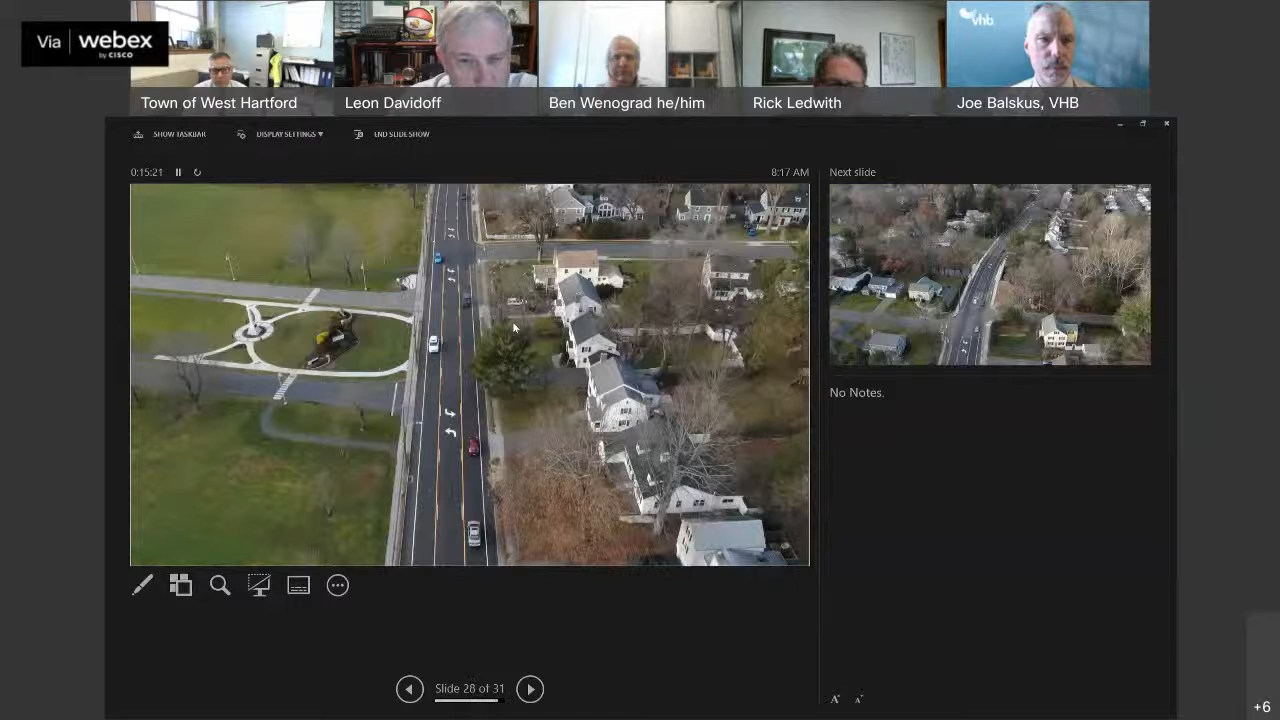 Via webex
by CISCO
vhb
Town of West Hartford
Leon Davidoff
Ben Wenograd he/him
Rick Ledwith
Joe Balskus, VHB
SHOW TASKBAR
DISPLAY SETTINGS ▼
END SLIDE SHOW
0:15:21
8:17 AM
Next slide
No Notes.
Slide 28 of 31
A A
+6